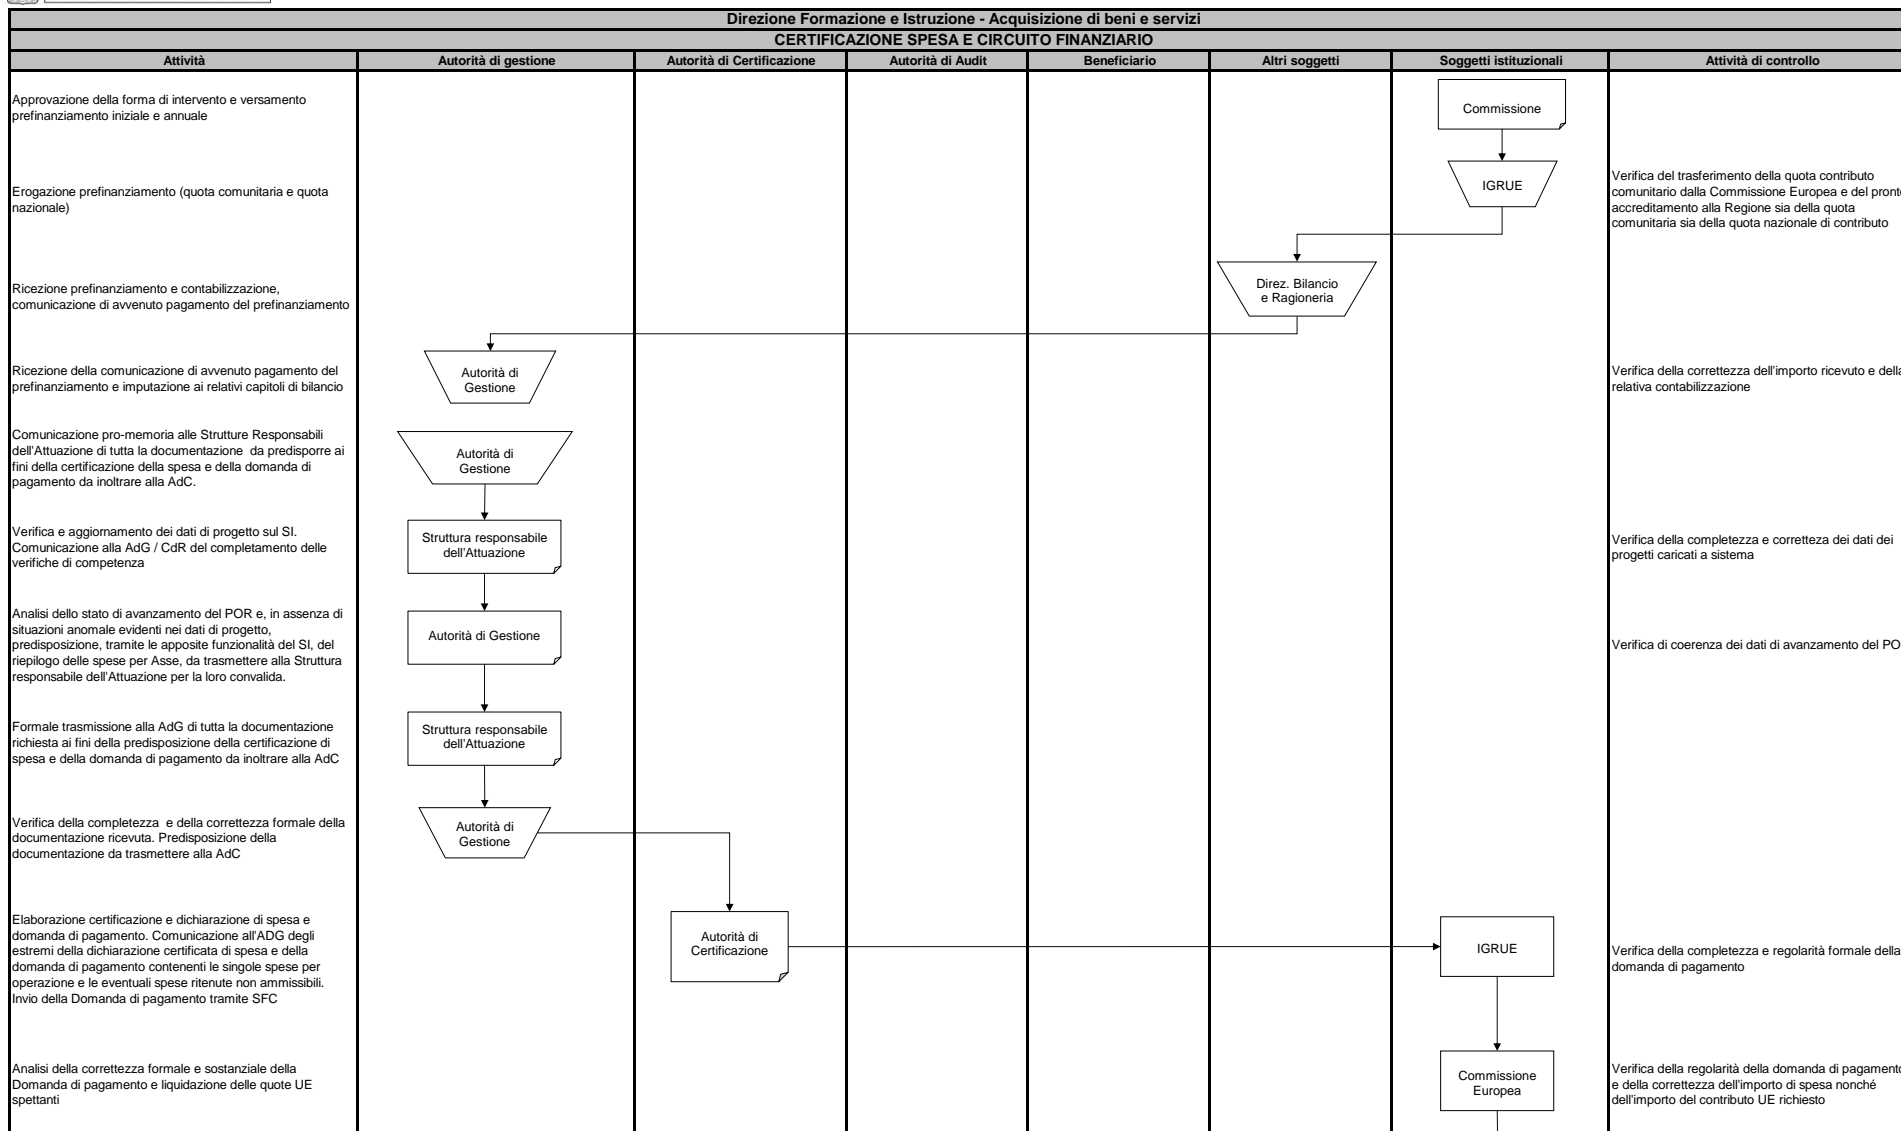 Direzione Formazione e Istruzione - Acquisizione di beni e servizi
CERTIFICAZIONE SPESA E CIRCUITO FINANZIARIO
Attività
Autorità di gestione
Autorità di Certificazione
Autorità di Audit
Beneficiario
Altri soggetti
Soggetti istituzionali
Attività di controllo
Approvazione della forma di intervento e versamento
prefinanziamento iniziale e annuale
Commissione
Erogazione prefinanziamento (quota comunitaria e quota
nazionale)
IGRUE
Verifica del trasferimento della quota contributo
comunitario dalla Commissione Europea e del pronto
accreditamento alla Regione sia della quota
comunitaria sia della quota nazionale di contributo
Ricezione prefinanziamento e contabilizzazione,
comunicazione di avvenuto pagamento del prefinanziamento
Direz. Bilancio
e Ragioneria
Ricezione della comunicazione di avvenuto pagamento del
prefinanziamento e imputazione ai relativi capitoli di bilancio
Autorità di
Gestione
Verifica della correttezza dell'importo ricevuto e della
relativa contabilizzazione
Comunicazione pro-memoria alle Strutture Responsabili
dell'Attuazione di tutta la documentazione  da predisporre ai
fini della certificazione della spesa e della domanda di
pagamento da inoltrare alla AdC.
Autorità di
Gestione
Verifica e aggiornamento dei dati di progetto sul SI.
Comunicazione alla AdG / CdR del completamento delle
verifiche di competenza
Struttura responsabile
dell'Attuazione
Verifica della completezza e corretteza dei dati dei
progetti caricati a sistema
Analisi dello stato di avanzamento del POR e, in assenza di
situazioni anomale evidenti nei dati di progetto,
predisposizione, tramite le apposite funzionalità del SI, del
riepilogo delle spese per Asse, da trasmettere alla Struttura
responsabile dell'Attuazione per la loro convalida.
Autorità di Gestione
Verifica di coerenza dei dati di avanzamento del PO
Formale trasmissione alla AdG di tutta la documentazione
richiesta ai fini della predisposizione della certificazione di
spesa e della domanda di pagamento da inoltrare alla AdC
Struttura responsabile
dell'Attuazione
Verifica della completezza  e della correttezza formale della
documentazione ricevuta. Predisposizione della
documentazione da trasmettere alla AdC
Autorità di
Gestione
Elaborazione certificazione e dichiarazione di spesa e
domanda di pagamento. Comunicazione all'ADG degli
estremi della dichiarazione certificata di spesa e della
domanda di pagamento contenenti le singole spese per
operazione e le eventuali spese ritenute non ammissibili.
Invio della Domanda di pagamento tramite SFC
Autorità di
Certificazione
IGRUE
Verifica della completezza e regolarità formale della
domanda di pagamento
Analisi della correttezza formale e sostanziale della
Domanda di pagamento e liquidazione delle quote UE
spettanti
Commissione
Europea
Verifica della regolarità della domanda di pagamento
e della correttezza dell'importo di spesa nonché
dell'importo del contributo UE richiesto